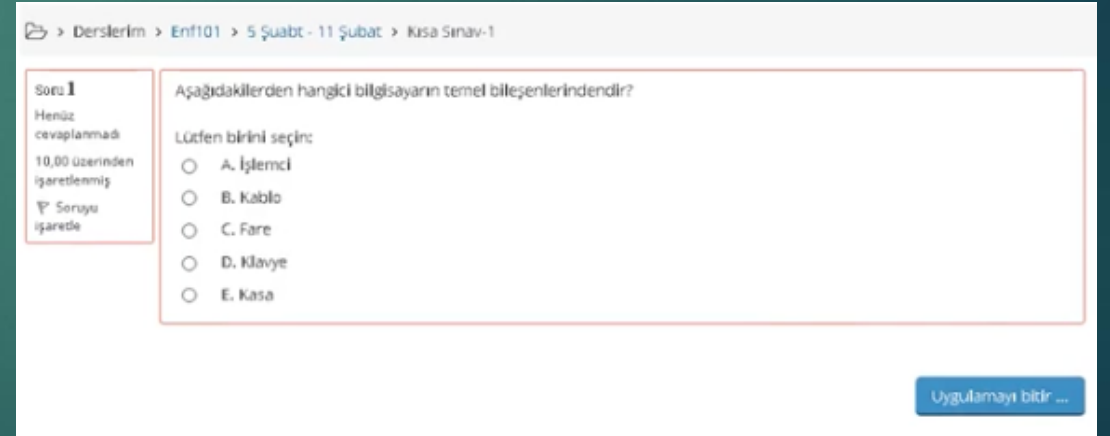 > Derslerim > Enf101 > 5 Şuabt - 11 Şubat > Kısa Sınav-1
Soru 1
Henüz
cevaplanmadı
10,00 üzerinden
işaretlenmiş
Soruyu
işaretle
Aşağıdakilerden hangici bilgisayarın temel bileşenlerindendir?
Lütfen birini seçin:
A. İşlemci
B. Kablo
C. Fare
D. Klavye
E. Kasa
Uygulamayı bitir ...